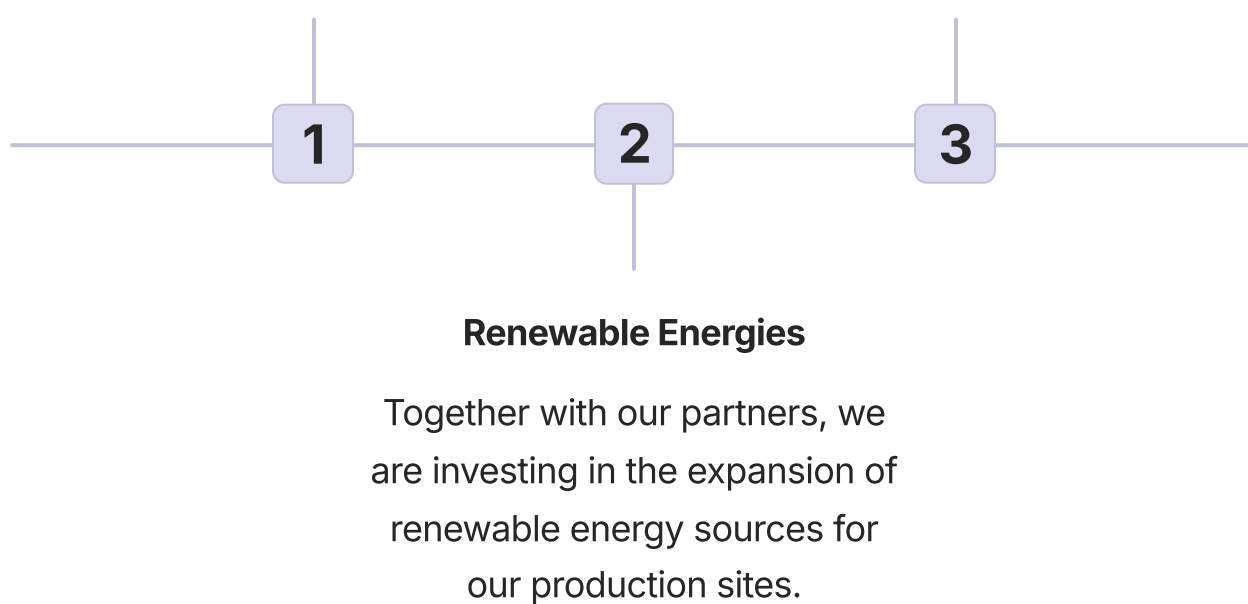 1
2
3
Renewable Energies
Together with our partners, we
are investing in the expansion of
renewable energy sources for
our production sites.